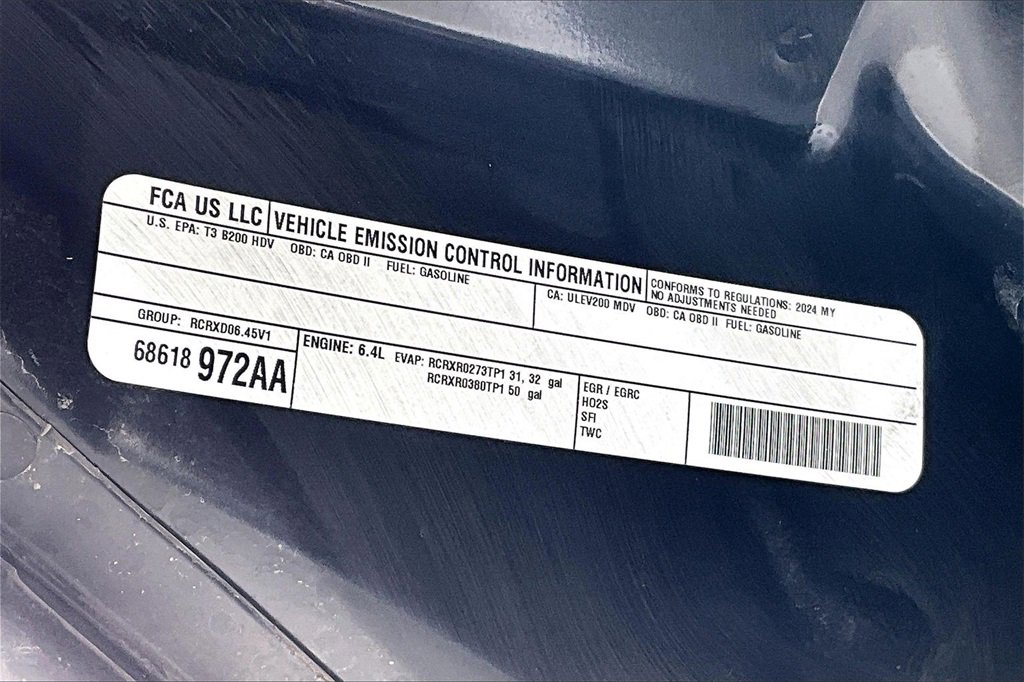 FCA US LLC VEHICLE EMISSION CONTROL INFORMATION
CONFORMS TO REGULATIONS: 2024 MY
NO ADJUSTMENTS NEEDED
U.S. EPA: T3 B200 HDV OBD: CA OBD II FUEL: GASOLINE
CA: ULEV200 MDV OBD: CA OBD II FUEL: GASOLINE
GROUP: RCRXD06.45V1
68618 972AA
ENGINE: 6.4L EVAP: RCRXR0273TP1 31, 32 gal
RCRXR0380TP1 50 gal
EGR / EGRC
HO2S
SFI
TWC